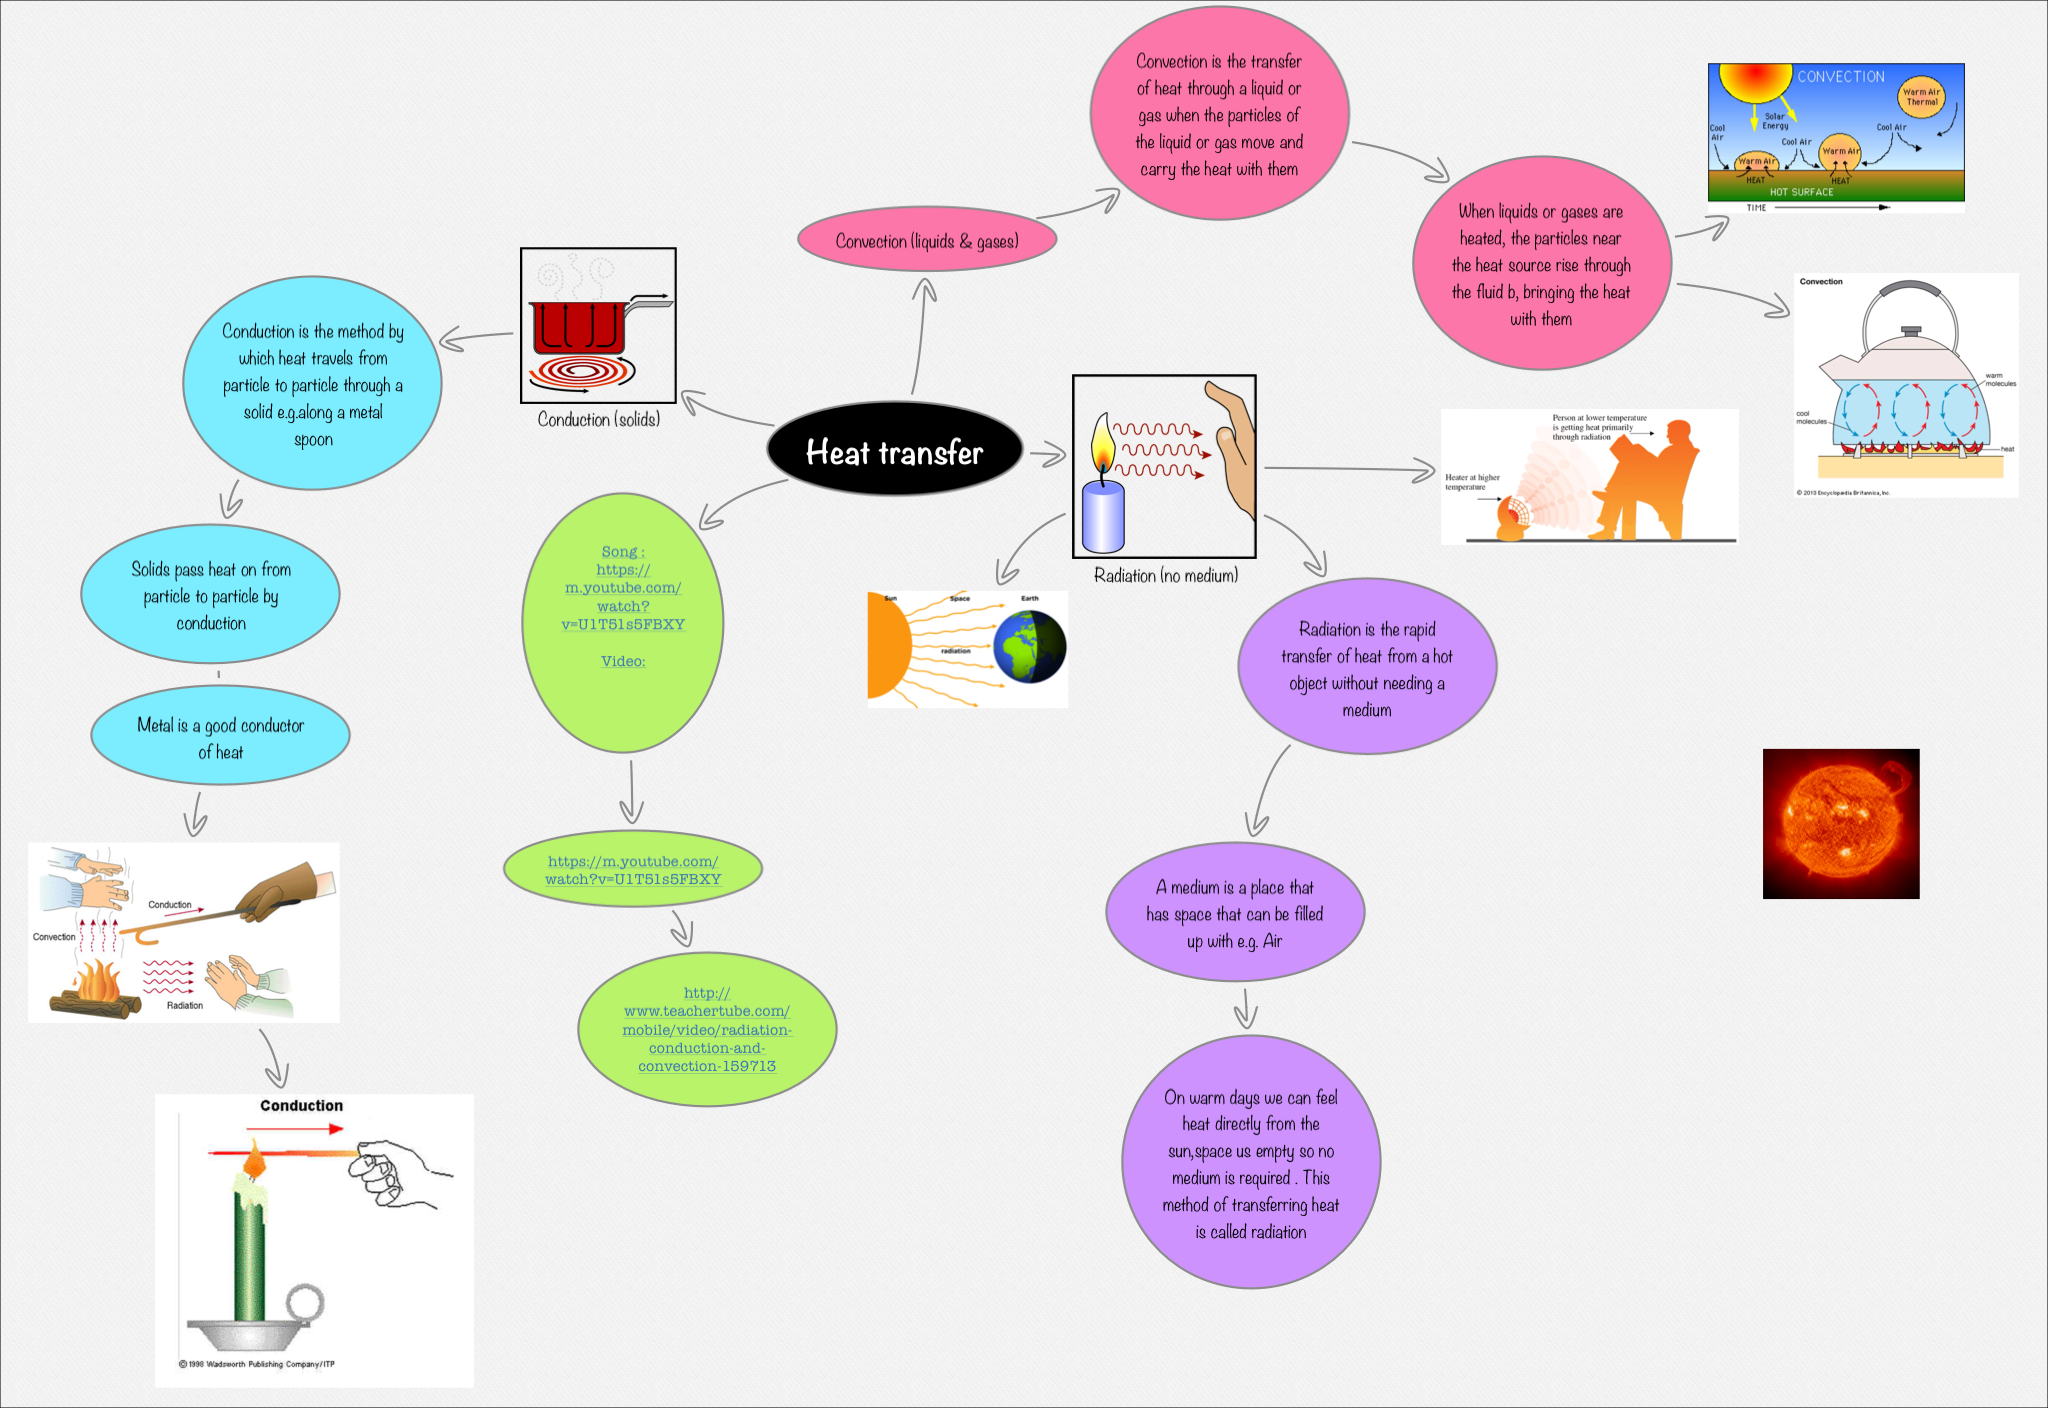 Heat transfer
Convection (liquids & gases)
Convection is the transfer
of heat through a liquid or
gas when the particles of
the liquid or gas move and
carry the heat with them
When liquids or gases are
heated, the particles near
the heat source rise through
the fluid b, bringing the heat
with them
CONVECTION
Warm Air
Thermal
Solar
Energy
Cool
Air
Cool Air
Cool Air
Warm Air
Warm Air
HEAT
HEAT
HOT SURFACE
TIME
Convection
warm
molecules
cool
molecules
heat
© 2013 Encyclopædia Britannica, Inc.
Conduction (solids)
Conduction is the method by
which heat travels from
particle to particle through a
solid e.g.along a metal
spoon
Solids pass heat on from
particle to particle by
conduction
Metal is a good conductor
of heat
Conduction
Convection
Radiation
Conduction
© 1998 Wadsworth Publishing Company/ITP
Song :
https://
m.youtube.com/
watch?
v=U1T51s5FBXY
Video:
https://m.youtube.com/
watch?v=U1T51s5FBXY
http://
www.teachertube.com/
mobile/video/radiation-
conduction-and-
convection-159713
Radiation (no medium)
Person at lower temperature
is getting heat primarily
through radiation
Heater at higher
temperature
Sun
Space
Earth
radiation
Radiation is the rapid
transfer of heat from a hot
object without needing a
medium
A medium is a place that
has space that can be filled
up with e.g. Air
On warm days we can feel
heat directly from the
sun,space us empty so no
medium is required . This
method of transferring heat
is called radiation